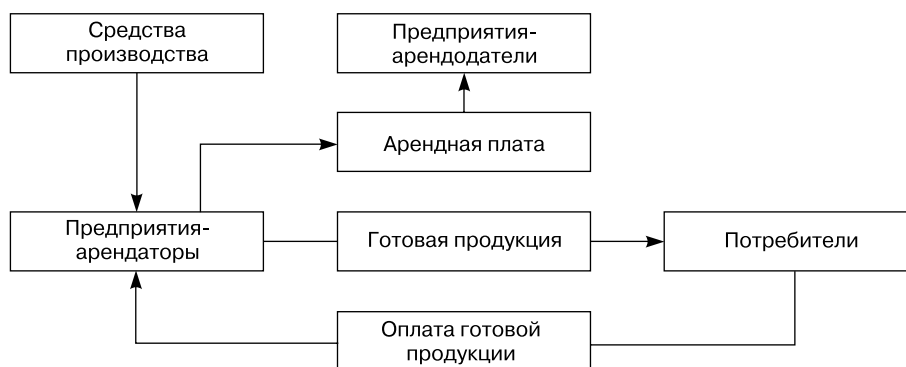 Средства
производства
Предприятия-
арендодатели
Арендная плата
Предприятия-
арендаторы
Готовая продукция
Потребители
Оплата готовой
продукции